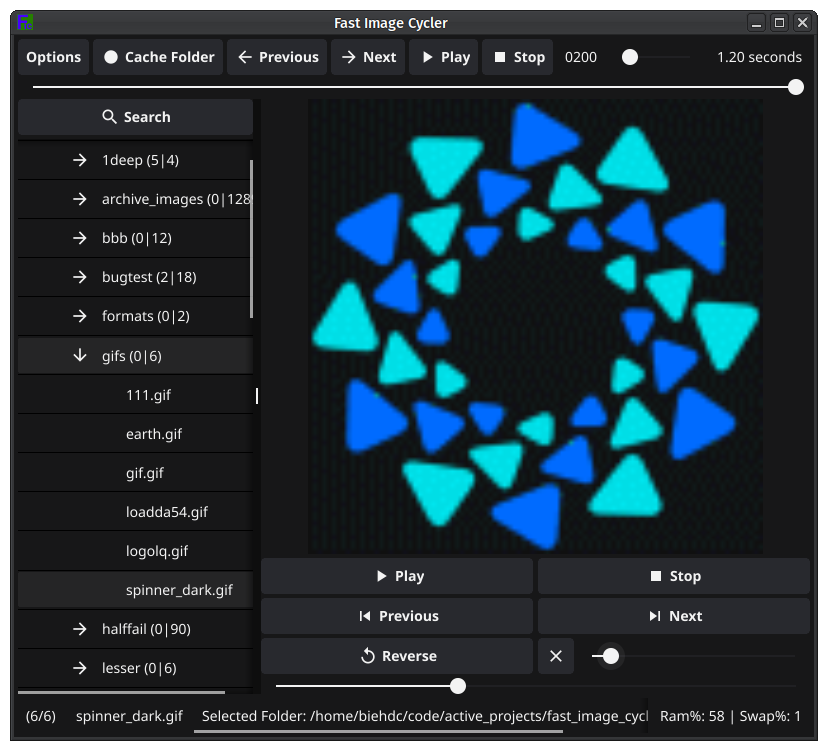 Fast Image Cycler
Options Cache Folder Previous Next Play Stop 0200 1.20 seconds
Search
1deep (5|4)
archive_images (0|128
bbb (0|12)
bugtest (2|18)
formats (0|2)
gifs (0|6)
111.gif
earth.gif
gif.gif
loadda54.gif
logolq.gif
spinner_dark.gif
halffail (0|90)
lesser (0|6)
Play Stop
Previous Next
Reverse
(6/6) spinner_dark.gif Selected Folder: /home/biehdc/code/active_projects/fast_image_cycl Ram%: 58 | Swap%: 1